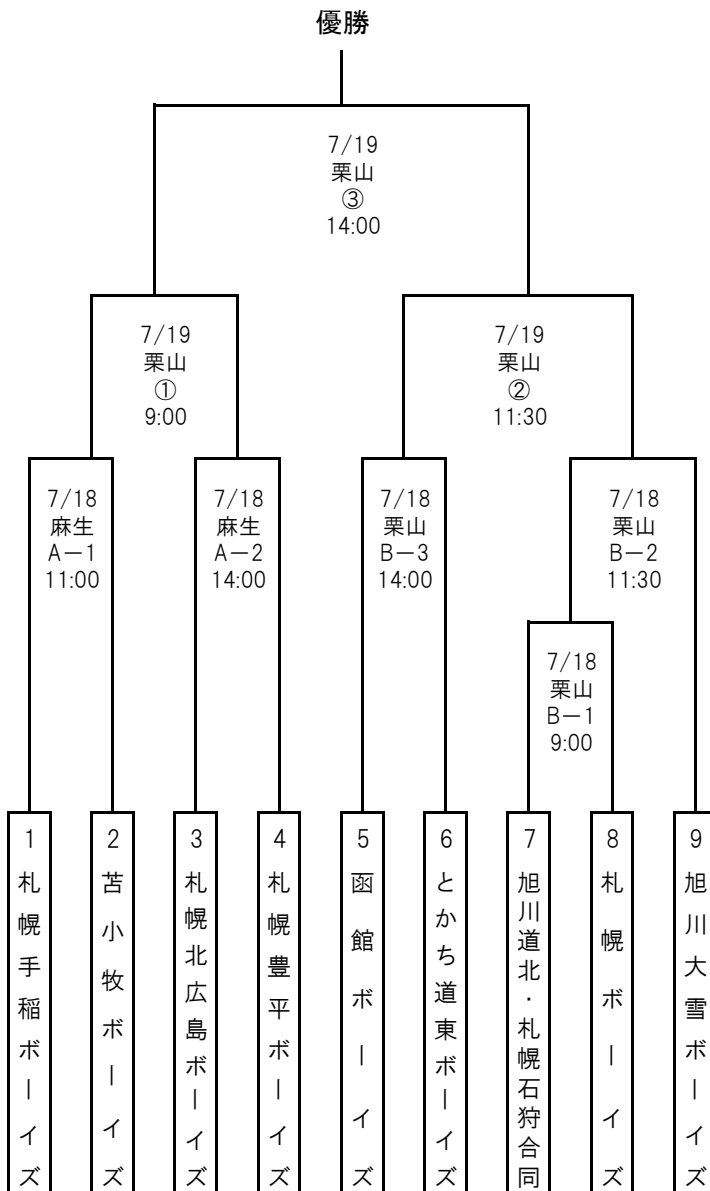 優勝
7/19
栗山
③
14:00
7/19
栗山
①
9:00
7/19
栗山
②
11:30
7/18
麻生
A－1
11:00
7/18
麻生
A－2
14:00
7/18
栗山
B－3
14:00
7/18
栗山
B－2
11:30
7/18
栗山
B－1
9:00
1
札幌手稲ボーイズ
2
苫小牧ボーイズ
3
札幌北広島ボーイズ
4
札幌豊平ボーイズ
5
函館ボーイズ
6
とかち道東ボーイズ
7
旭川道北・札幌石狩合同
8
札幌ボーイズ
9
旭川大雪ボーイズ